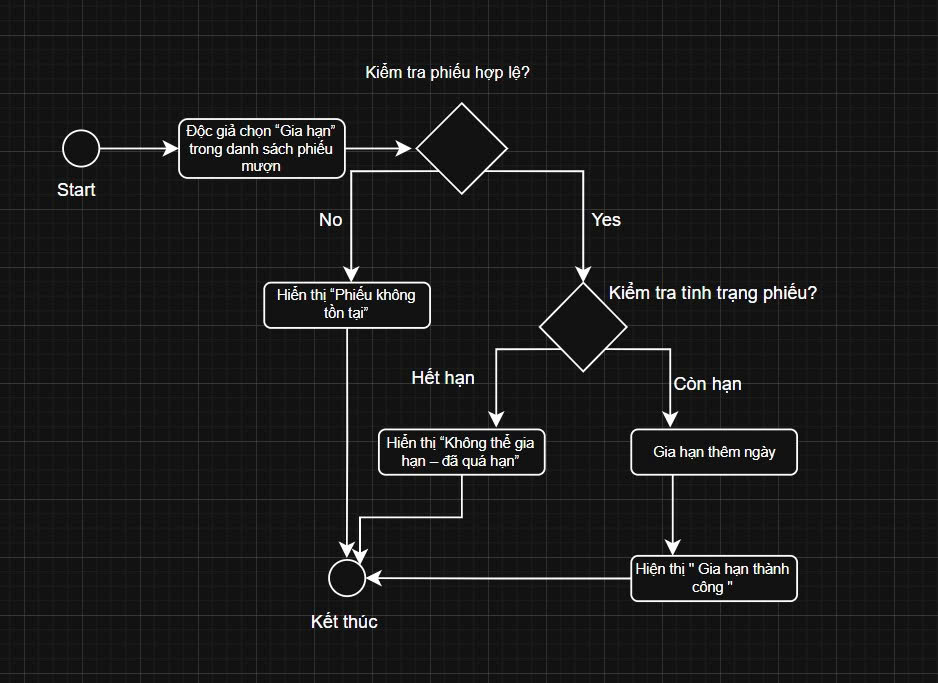 Kiểm tra phiếu hợp lệ?
Độc giả chọn “Gia hạn”
trong danh sách phiếu
mượn
Start
No
Yes
Hiển thị “Phiếu không
tồn tại”
Kiểm tra tình trạng phiếu?
Hết hạn
Còn hạn
Hiển thị “Không thể gia
hạn – đã quá hạn”
Gia hạn thêm ngày
Hiện thị " Gia hạn thành
công "
Kết thúc